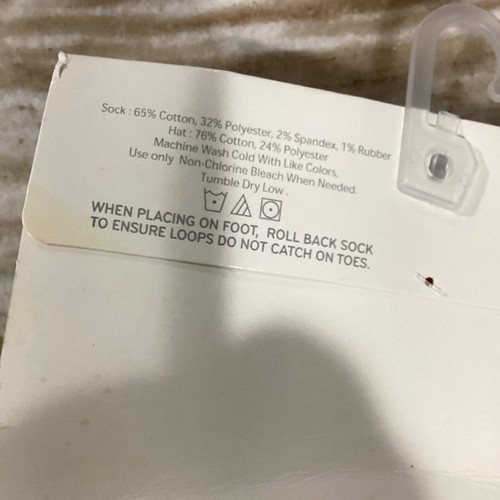 Sock : 65% Cotton, 32% Polyester, 2% Spandex, 1% Rubber
Hat : 76% Cotton, 24% Polyester
Machine Wash Cold With Like Colors,
Use only Non-Chlorine Bleach When Needed.
Tumble Dry Low .
WHEN PLACING ON FOOT, ROLL BACK SOCK
TO ENSURE LOOPS DO NOT CATCH ON TOES.